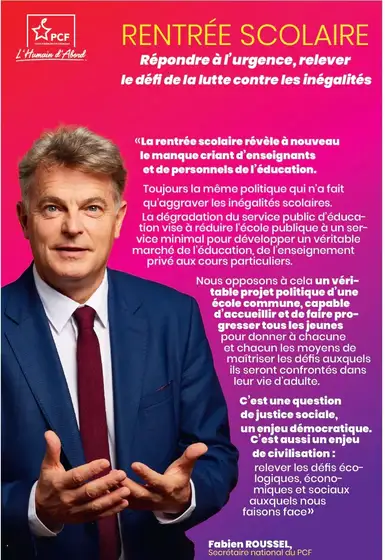 PCF
L'Humain d'Abord
RENTRÉE SCOLAIRE
Répondre à l'urgence, relever
le défi de la lutte contre les inégalités
«La rentrée scolaire révèle à nouveau
le manque criant d'enseignants
et de personnels de l'éducation.
Toujours la même politique qui n'a fait
qu'aggraver les inégalités scolaires.
La dégradation du service public d'éduca-
tion vise à réduire l'école publique à un ser-
vice minimal pour développer un véritable
marché de l'éducation, de l'enseignement
privé aux cours particuliers.
Nous opposons à cela un véri-
table projet politique d'une
école commune, capable
d'accueillir et de faire pro-
gresser tous les jeunes
pour donner à chacune
et chacun les moyens de
maîtriser les défis auxquels
ils seront confrontés dans
leur vie d'adulte.
C'est une question
de justice sociale,
un enjeu démocratique.
C'est aussi un enjeu
de civilisation :
relever les défis éco-
logiques, écono-
miques et sociaux
auxquels nous
faisons face»
Fabien ROUSSEL,
Secrétaire national du PCF